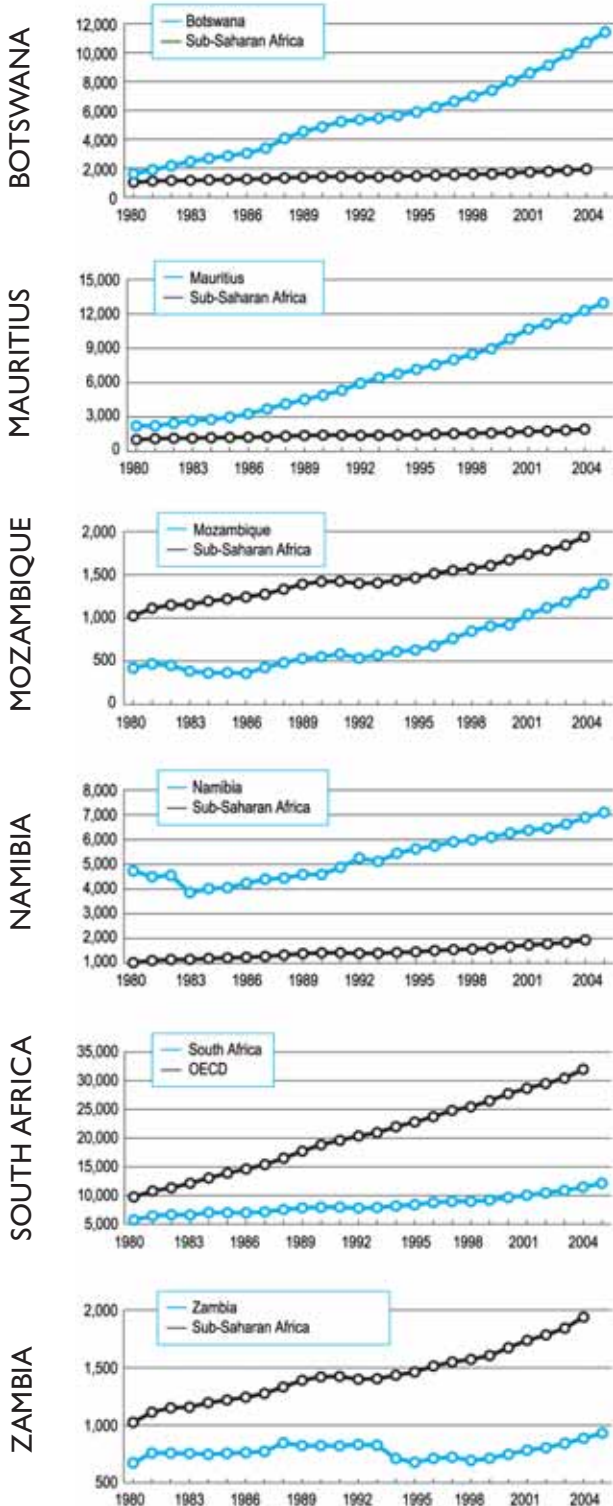 BOTSWANA
Botswana
Sub-Saharan Africa
12,000
10,000
8,000
6,000
4,000
2,000
0
1980 1983 1986 1989 1992 1995 1998 2001 2004
MAURITIUS
Mauritius
Sub-Saharan Africa
15,000
12,000
9,000
6,000
3,000
0
1980 1983 1986 1989 1992 1995 1998 2001 2004
MOZAMBIQUE
Mozambique
Sub-Saharan Africa
2,000
1,500
1,000
500
0
1980 1983 1986 1989 1992 1995 1998 2001 2004
NAMIBIA
Namibia
Sub-Saharan Africa
8,000
7,000
6,000
5,000
4,000
3,000
2,000
1,000
1980 1983 1986 1989 1992 1995 1998 2001 2004
SOUTH AFRICA
South Africa
OECD
35,000
30,000
25,000
20,000
15,000
10,000
5,000
1980 1983 1986 1989 1992 1995 1998 2001 2004
ZAMBIA
Zambia
Sub-Saharan Africa
2,000
1,500
1,000
500
1980 1983 1986 1989 1992 1995 1998 2001 2004